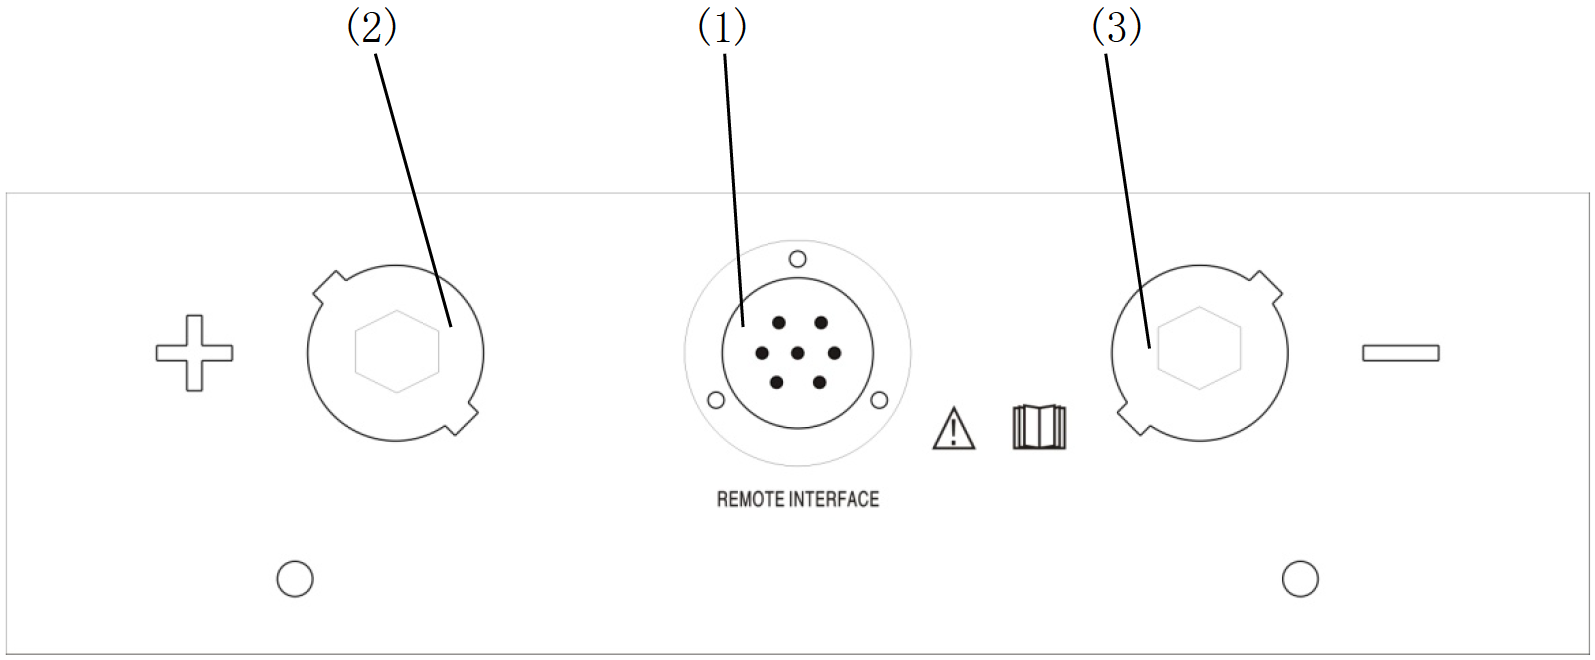 (2) (1) (3)
REMOTE INTERFACE